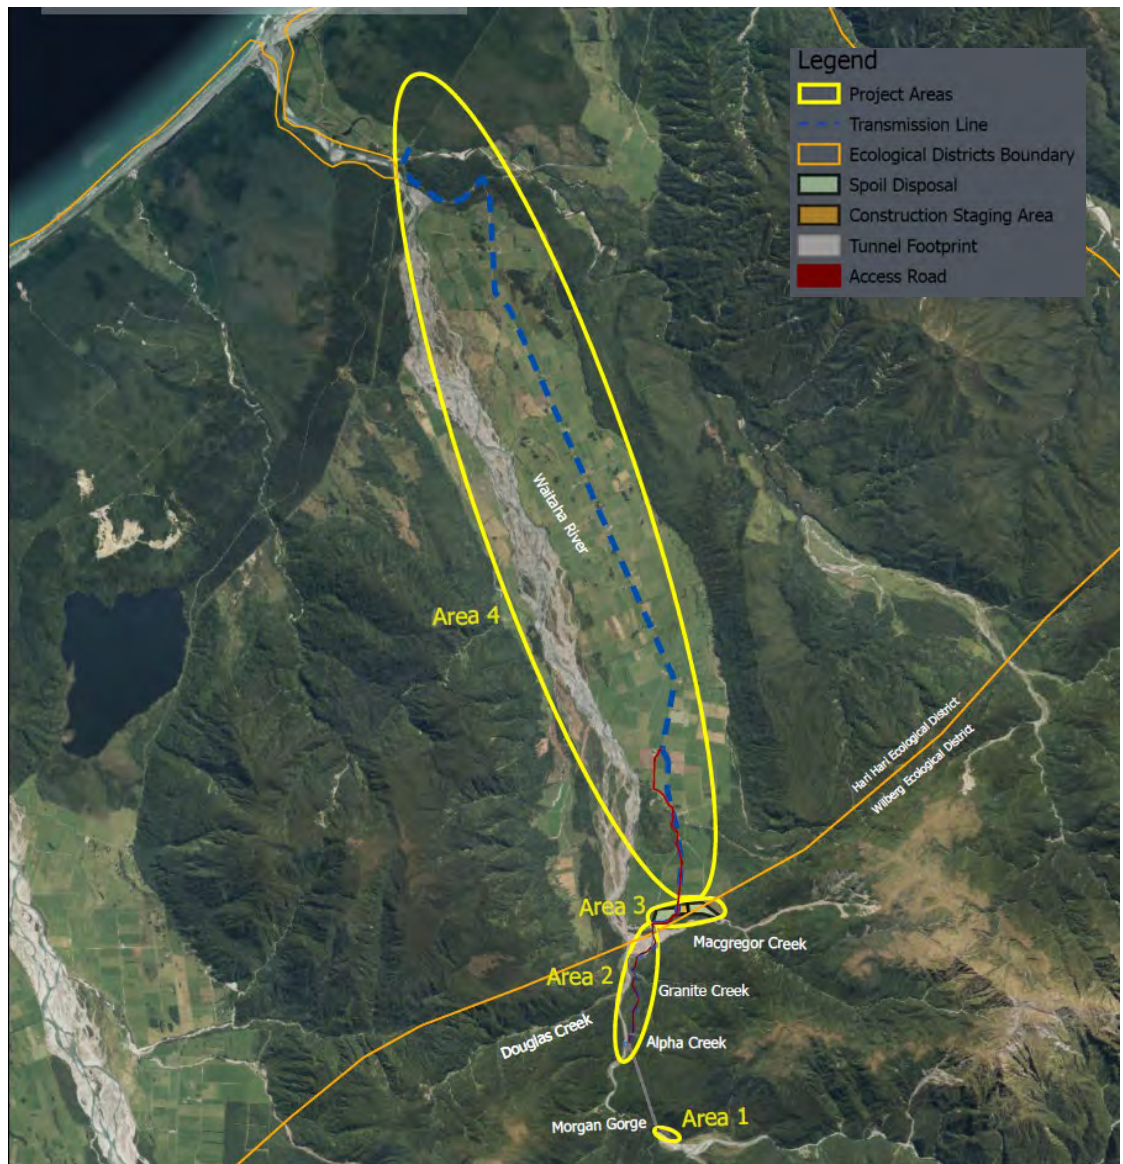 Legend
Project Areas
Transmission Line
Ecological Districts Boundary
Spoil Disposal
Construction Staging Area
Tunnel Footprint
Access Road
Waitaha River
Area 4
Hari Hari Ecological District
Wilberg Ecological District
Area 3
Macgregor Creek
Area 2
Granite Creek
Douglas Creek
Alpha Creek
Area 1
Morgan Gorge